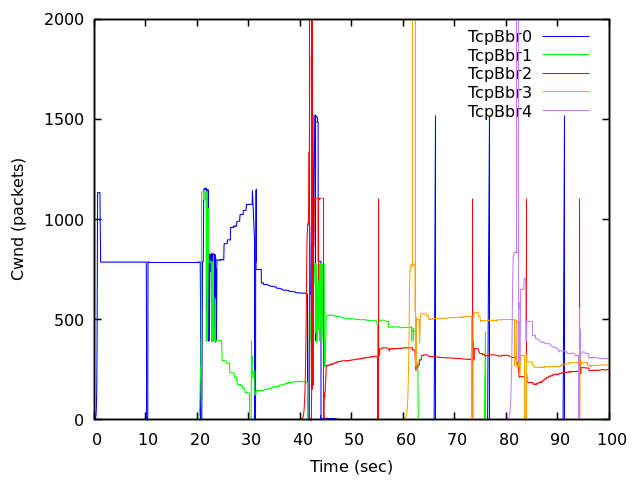 2000
1500
1000
500
0
Cwnd (packets)
TcpBbr0
TcpBbr1
TcpBbr2
TcpBbr3
TcpBbr4
0 10 20 30 40 50 60 70 80 90 100
Time (sec)